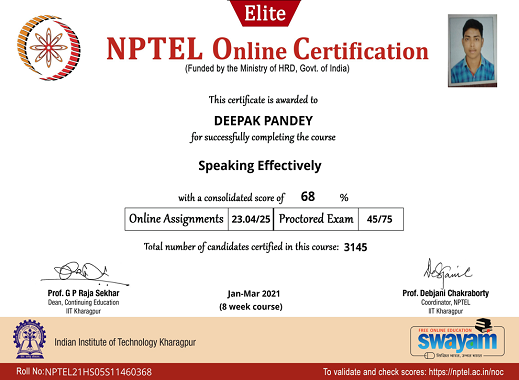 Elite
NPTEL Online Certification
(Funded by the Ministry of HRD, Govt. of India)
This certificate is awarded to
DEEPAK PANDEY
for successfully completing the course
Speaking Effectively
with a consolidated score of 68 %
Online Assignments 23.04/25 Proctored Exam 45/75
Total number of candidates certified in this course: 3145
Prof. G P Raja Sekhar
Dean, Continuing Education
IIT Kharagpur
Jan-Mar 2021
(8 week course)
Prof. Debjani Chakraborty
Coordinator, NPTEL
IIT Kharagpur
Indian Institute of Technology Kharagpur
FREE ONLINE EDUCATION
swayam
शिक्षित भारत, उन्नत भारत
Roll No:NPTEL21HS05S11460368
To validate and check scores: https://nptel.ac.in/noc